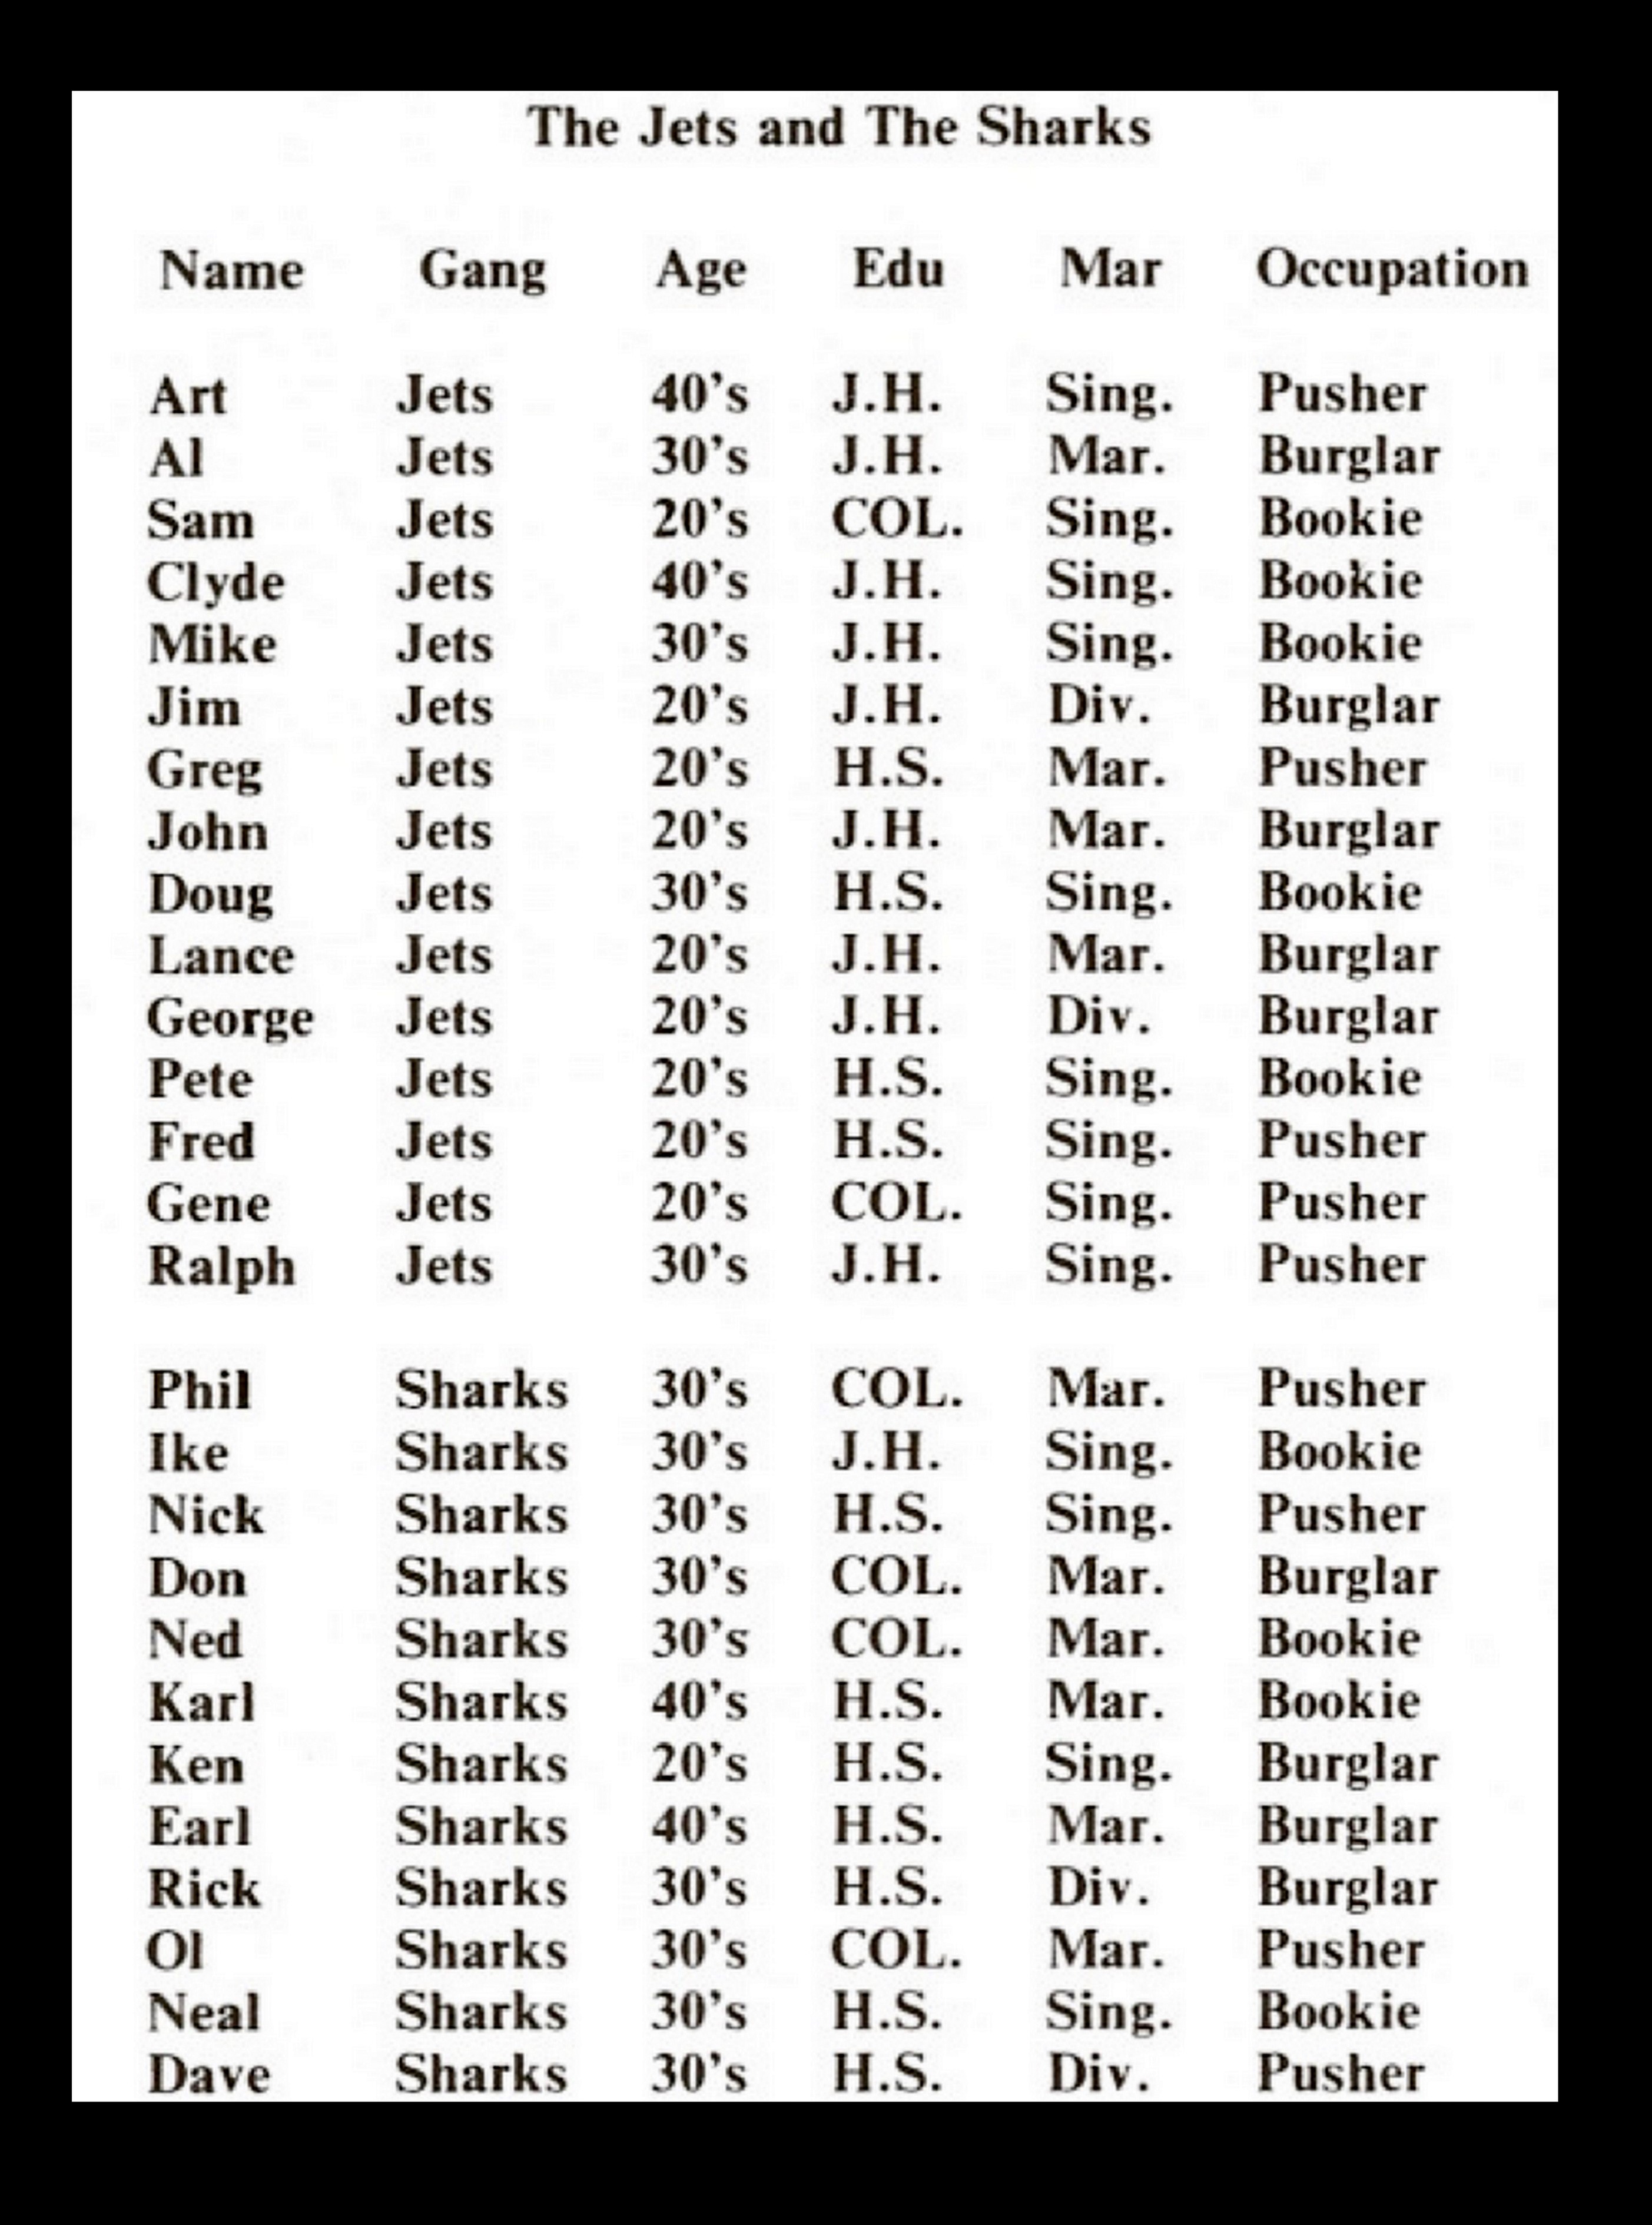 The Jets and The Sharks
Name Gang Age Edu Mar Occupation
Art Jets 40's J.H. Sing. Pusher
Al Jets 30's J.H. Mar. Burglar
Sam Jets 20's COL. Sing. Bookie
Clyde Jets 40's J.H. Sing. Bookie
Mike Jets 30's J.H. Sing. Bookie
Jim Jets 20's J.H. Div. Burglar
Greg Jets 20's H.S. Mar. Pusher
John Jets 20's J.H. Mar. Burglar
Doug Jets 30's H.S. Sing. Bookie
Lance Jets 20's J.H. Mar. Burglar
George Jets 20's J.H. Div. Burglar
Pete Jets 20's H.S. Sing. Bookie
Fred Jets 20's H.S. Sing. Pusher
Gene Jets 20's COL. Sing. Pusher
Ralph Jets 30's J.H. Sing. Pusher
Phil Sharks 30's COL. Mar. Pusher
Ike Sharks 30's J.H. Sing. Bookie
Nick Sharks 30's H.S. Sing. Pusher
Don Sharks 30's COL. Mar. Burglar
Ned Sharks 30's COL. Mar. Bookie
Karl Sharks 40's H.S. Mar. Bookie
Ken Sharks 20's H.S. Sing. Burglar
Earl Sharks 40's H.S. Mar. Burglar
Rick Sharks 30's H.S. Div. Burglar
Ol Sharks 30's COL. Mar. Pusher
Neal Sharks 30's H.S. Sing. Bookie
Dave Sharks 30's H.S. Div. Pusher